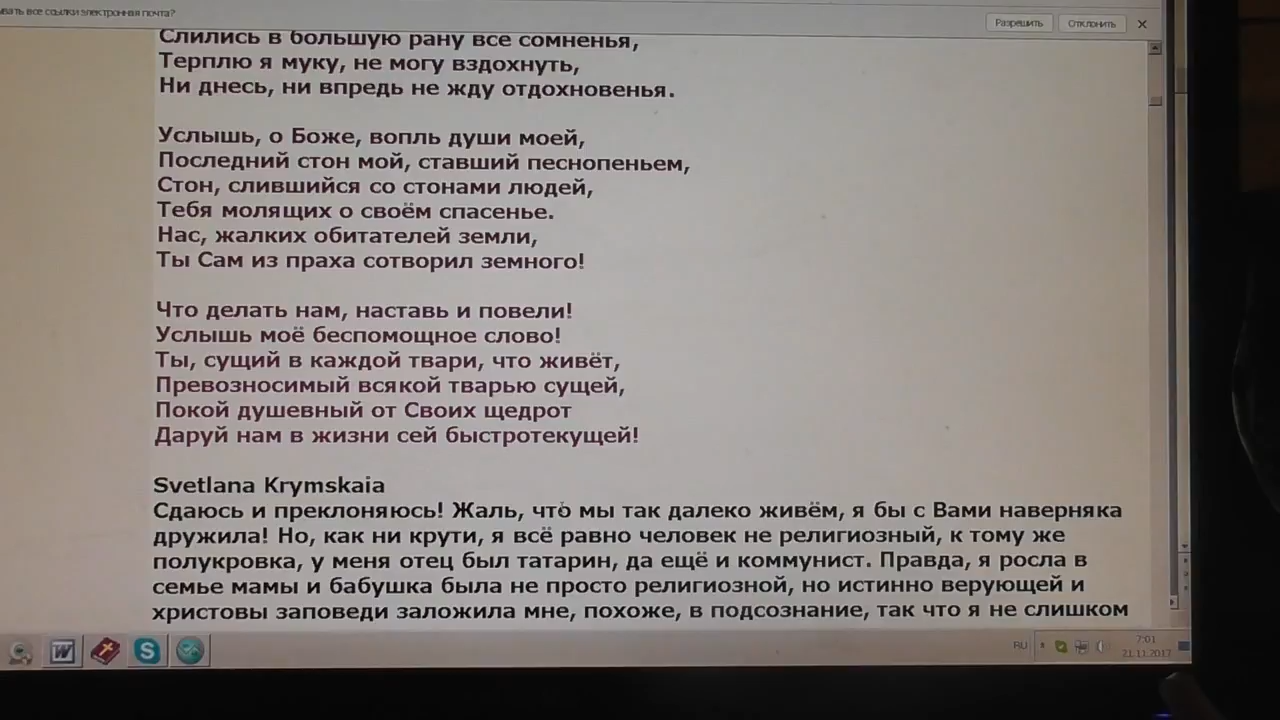 вать все ссылки электронная почта?
Разрешить
Отклонить
Слились в большую рану все сомненья,
Терплю я муку, не могу вздохнуть,
Ни днесь, ни впредь не жду отдохновенья.
Услышь, о Боже, вопль души моей,
Последний стон мой, ставший песнопеньем,
Стон, слившийся со стонами людей,
Тебя молящих о своём спасенье.
Нас, жалких обитателей земли,
Ты Сам из праха сотворил земного!
Что делать нам, наставь и повели!
Услышь моё беспомощное слово!
Ты, сущий в каждой твари, что живёт,
Превозносимый всякой тварью сущей,
Покой душевный от Своих щедрот
Даруй нам в жизни сей быстротекущей!
Svetlana Krymskaia
Сдаюсь и преклоняюсь! Жаль, что мы так далеко живём, я бы с Вами наверняка
дружила! Но, как ни крути, я всё равно человек не религиозный, к тому же
полукровка, у меня отец был татарин, да ещё и коммунист. Правда, я росла в
семье мамы и бабушка была не просто религиозной, но истинно верующей и
христовы заповеди заложила мне, похоже, в подсознание, так что я не слишком
RU
7:01
21.11.2017